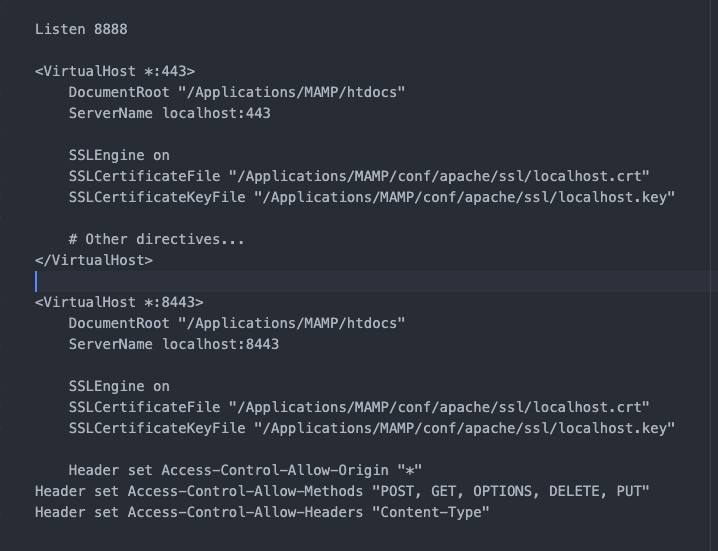 Listen 8888
<VirtualHost *:443>
DocumentRoot "/Applications/MAMP/htdocs"
ServerName localhost:443
SSLEngine on
SSLCertificateFile "/Applications/MAMP/conf/apache/ssl/localhost.crt"
SSLCertificateKeyFile "/Applications/MAMP/conf/apache/ssl/localhost.key"
# Other directives...
</VirtualHost>
<VirtualHost *:8443>
DocumentRoot "/Applications/MAMP/htdocs"
ServerName localhost:8443
SSLEngine on
SSLCertificateFile "/Applications/MAMP/conf/apache/ssl/localhost.crt"
SSLCertificateKeyFile "/Applications/MAMP/conf/apache/ssl/localhost.key"
Header set Access-Control-Allow-Origin "*"
Header set Access-Control-Allow-Methods "POST, GET, OPTIONS, DELETE, PUT"
Header set Access-Control-Allow-Headers "Content-Type"